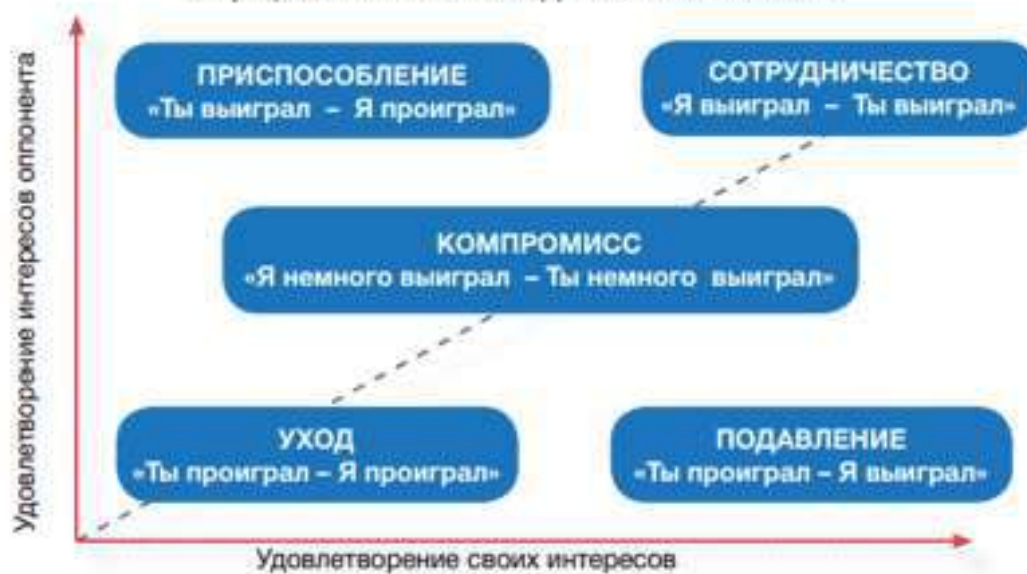 ПРИСПОСОБЛЕНИЕ
«Ты выиграл – Я проиграл»
СОТРУДНИЧЕСТВО
«Я выиграл – Ты выиграл»
КОМПРОМИСС
«Я немного выиграл – Ты немного выиграл»
УХОД
«Ты проиграл – Я проиграл»
ПОДАВЛЕНИЕ
«Ты проиграл – Я выиграл»
Удовлетворение интересов оппонента
Удовлетворение своих интересов